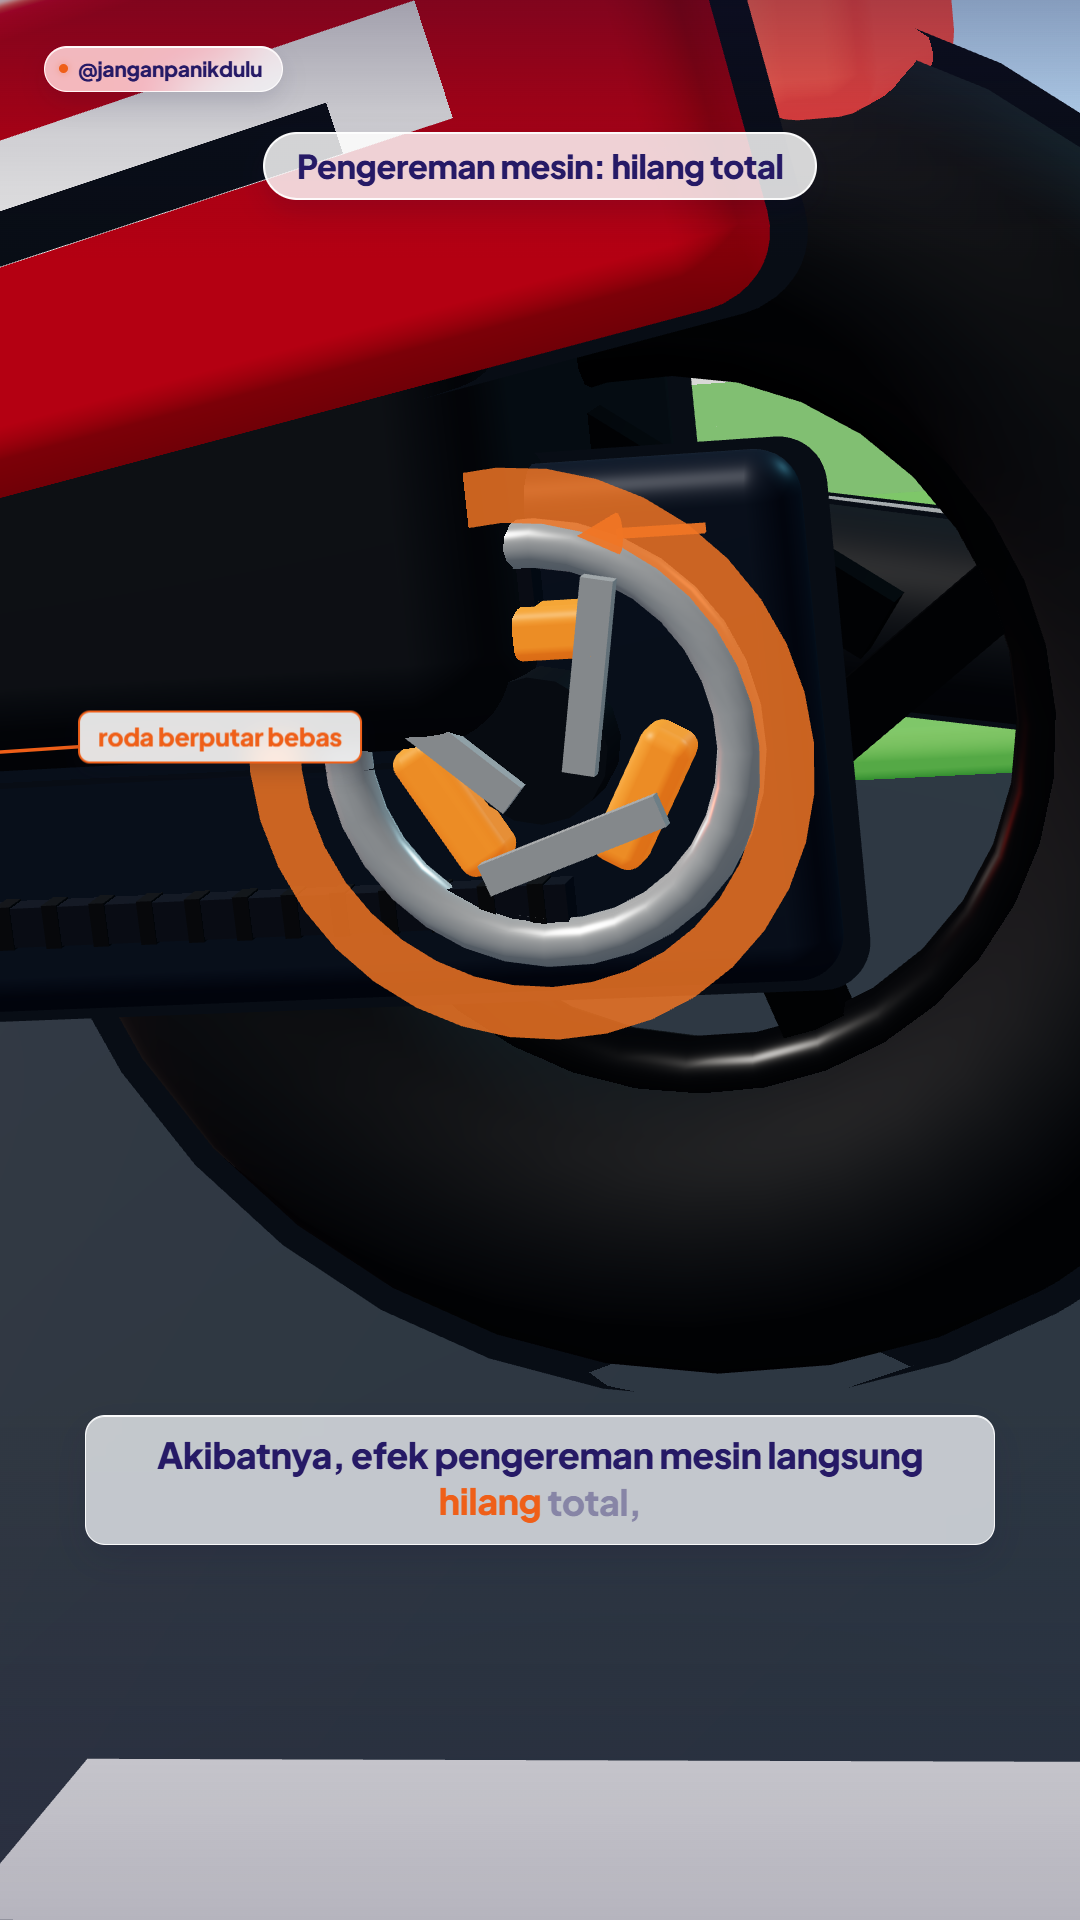 @janganpanikdulu
Pengereman mesin: hilang total
roda berputar bebas
Akibatnya, efek pengereman mesin langsung
hilang total,